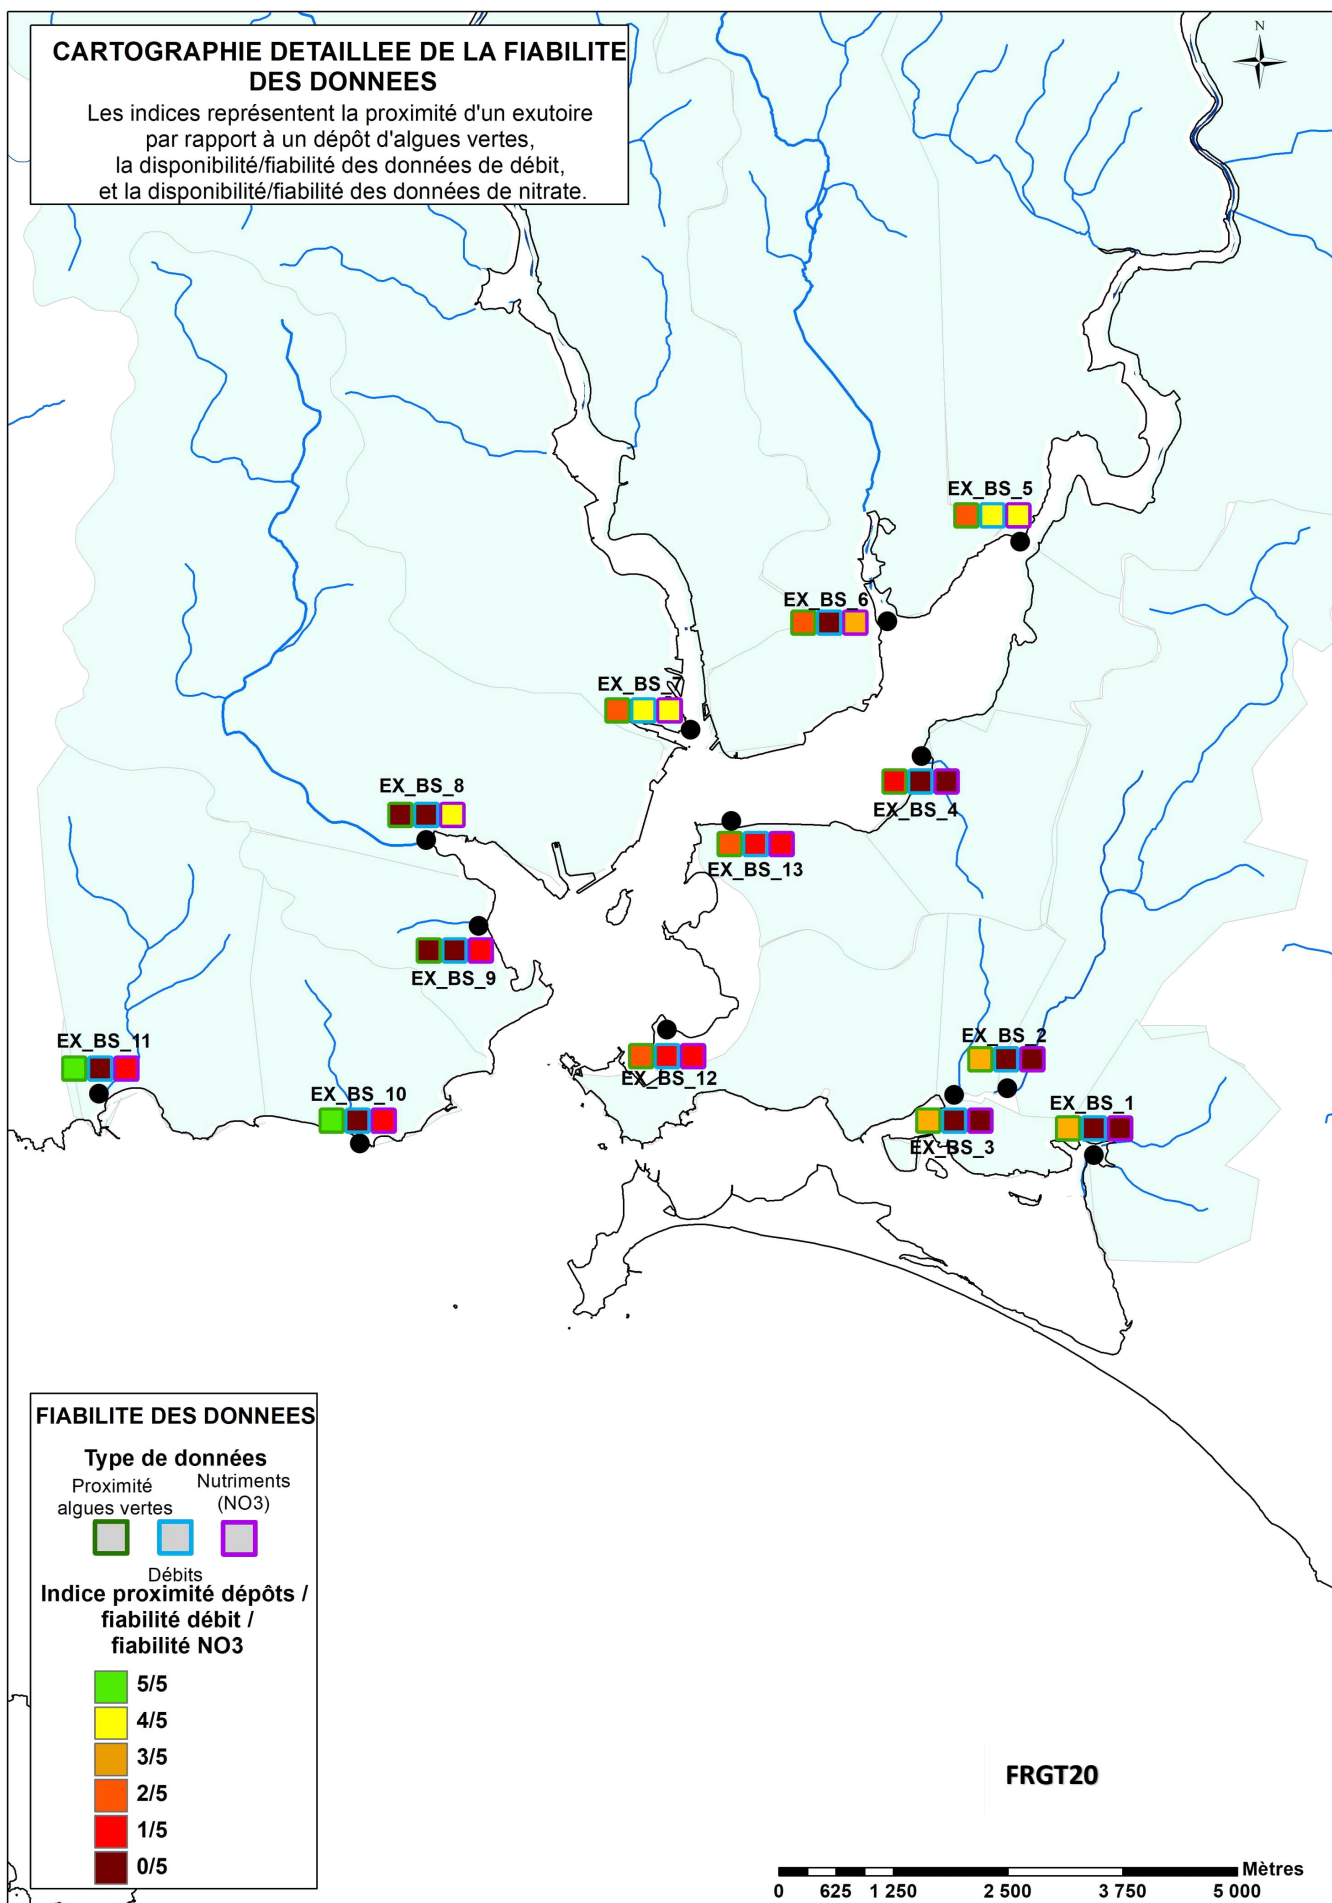 CARTOGRAPHIE DETAILLEE DE LA FIABILITE
DES DONNEES
Les indices représentent la proximité d'un exutoire
par rapport à un dépôt d'algues vertes,
la disponibilité/fiabilité des données de débit,
et la disponibilité/fiabilité des données de nitrate.
N
EX_BS_5
EX_BS_6
EX_BS_7
EX_BS_8
EX_BS_4
EX_BS_13
EX_BS_9
EX_BS_11
EX_BS_2
EX_BS_12
EX_BS_10
EX_BS_1
EX_BS_3
FIABILITE DES DONNEES
Type de données
Proximité
algues vertes
Nutriments
(NO3)
Débits
Indice proximité dépôts /
fiabilité débit /
fiabilité NO3
5/5
4/5
3/5
2/5
1/5
0/5
FRGT20
Mètres
0 625 1 250 2 500 3 750 5 000